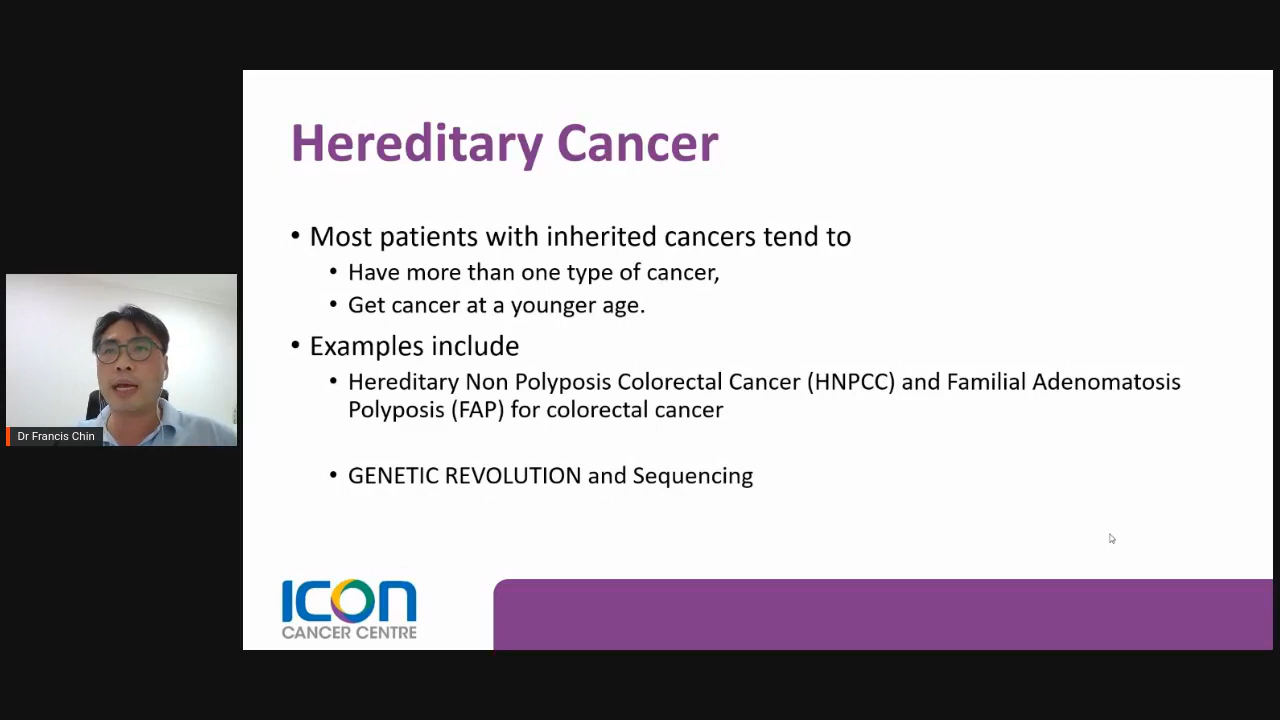 Hereditary Cancer
• Most patients with inherited cancers tend to
• Have more than one type of cancer,
• Get cancer at a younger age.
• Examples include
• Hereditary Non Polyposis Colorectal Cancer (HNPCC) and Familial Adenomatosis
Polyposis (FAP) for colorectal cancer
• GENETIC REVOLUTION and Sequencing
Dr Francis Chin
ICON
CANCER CENTRE